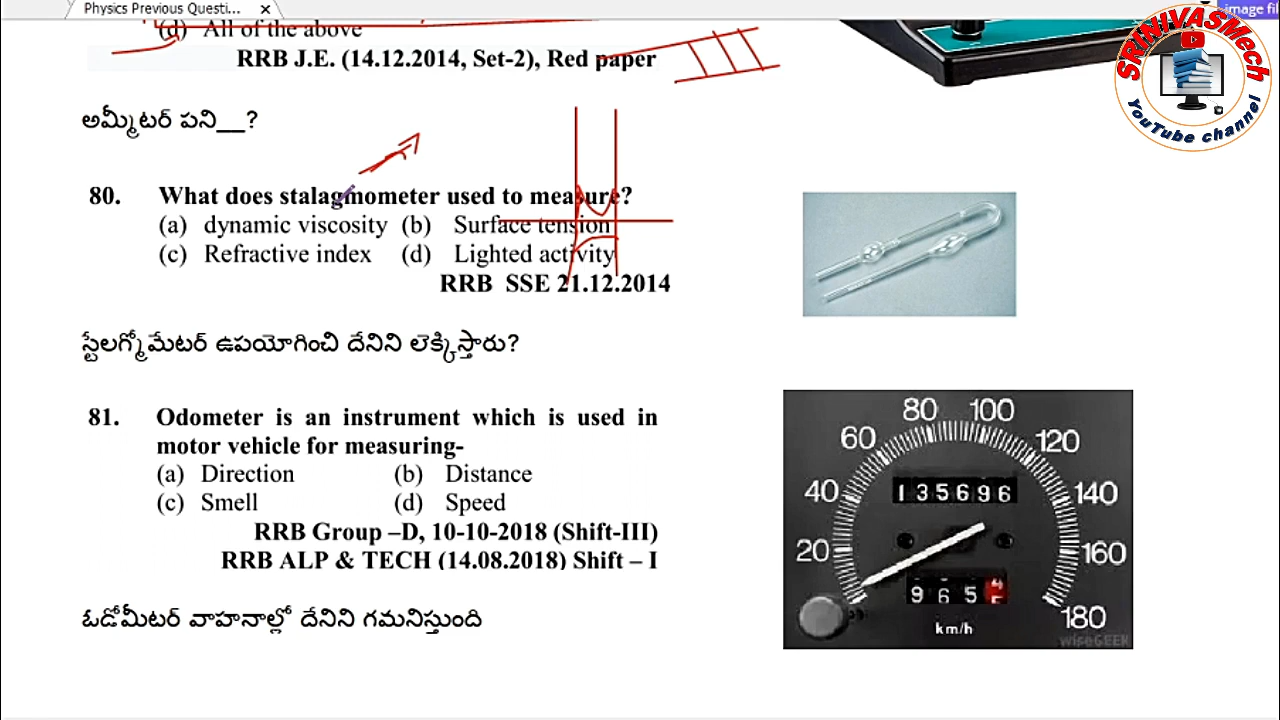 Physics Previous Questi... ×
image fil
(d) All of the above
RRB J.E. (14.12.2014, Set-2), Red paper
SRINIVASMech
YouTube channel
అమ్మీటర్ పని__?
80. What does stalagmometer used to measure?
(a) dynamic viscosity (b) Surface tension
(c) Refractive index (d) Lighted activity
RRB SSE 21.12.2014
స్టేలగ్మోమేటర్ ఉపయోగించి దేనిని లెక్కిస్తారు?
81. Odometer is an instrument which is used in
motor vehicle for measuring-
(a) Direction (b) Distance
(c) Smell (d) Speed
RRB Group –D, 10-10-2018 (Shift-III)
RRB ALP & TECH (14.08.2018) Shift – I
ఓడోమీటర్ వాహనాల్లో దేనిని గమనిస్తుంది
80 100
60 120
40 135696 140
20 160
965
180
km/h
wiseGEEK